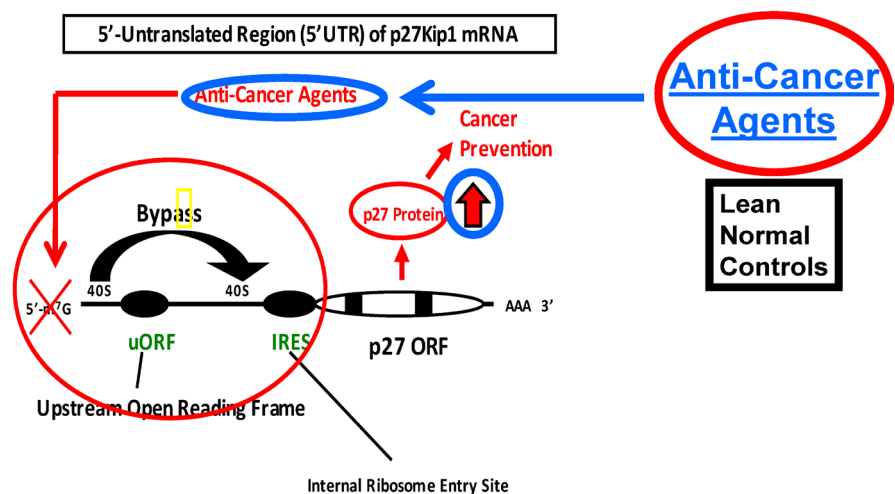 5'-Untranslated Region (5'UTR) of p27Kip1 mRNA
Anti-Cancer Agents
Anti-Cancer
Agents
Cancer
Prevention
Lean
Normal
Controls
p27 Protein
Bypass
40S
40S
5'-m7G
AAA 3'
uORF
IRES
p27 ORF
Upstream Open Reading Frame
Internal Ribosome Entry Site